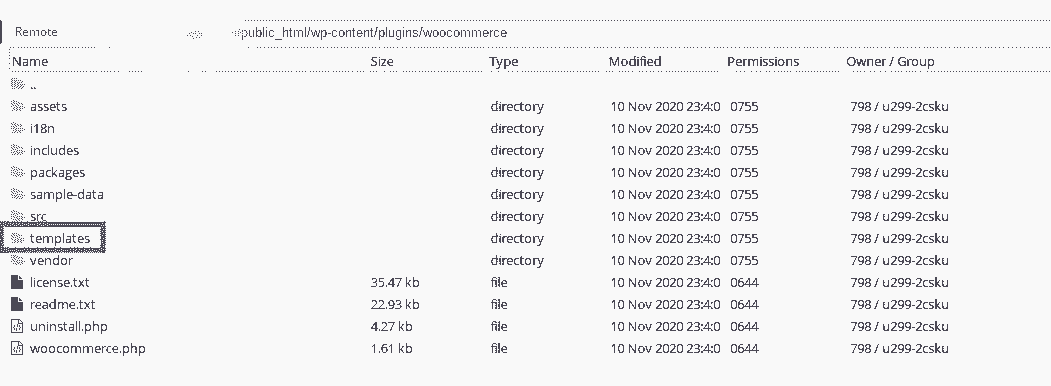 Remote
public_html/wp-content/plugins/woocommerce
Name Size Type Modified Permissions Owner / Group
..
assets directory 10 Nov 2020 23:4:0 0755 798 / u299-2csku
i18n directory 10 Nov 2020 23:4:0 0755 798 / u299-2csku
includes directory 10 Nov 2020 23:4:0 0755 798 / u299-2csku
packages directory 10 Nov 2020 23:4:0 0755 798 / u299-2csku
sample-data directory 10 Nov 2020 23:4:0 0755 798 / u299-2csku
src directory 10 Nov 2020 23:4:0 0755 798 / u299-2csku
templates directory 10 Nov 2020 23:4:0 0755 798 / u299-2csku
vendor directory 10 Nov 2020 23:4:0 0755 798 / u299-2csku
license.txt 35.47 kb file 10 Nov 2020 23:4:0 0644 798 / u299-2csku
readme.txt 22.93 kb file 10 Nov 2020 23:4:0 0644 798 / u299-2csku
uninstall.php 4.27 kb file 10 Nov 2020 23:4:0 0644 798 / u299-2csku
woocommerce.php 1.61 kb file 10 Nov 2020 23:4:0 0644 798 / u299-2csku